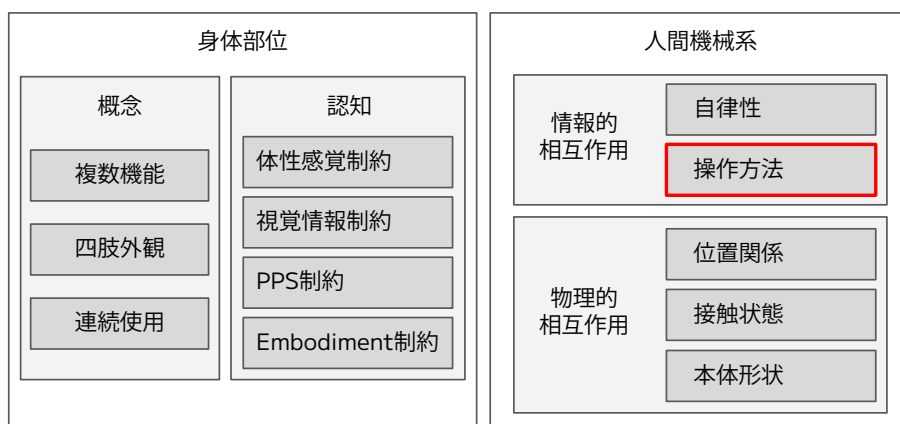 身体部位
概念
複数機能
四肢外観
連続使用
認知
体性感覚制約
視覚情報制約
PPS制約
Embodiment制約
人間機械系
情報的
相互作用
自律性
操作方法
物理的
相互作用
位置関係
接触状態
本体形状